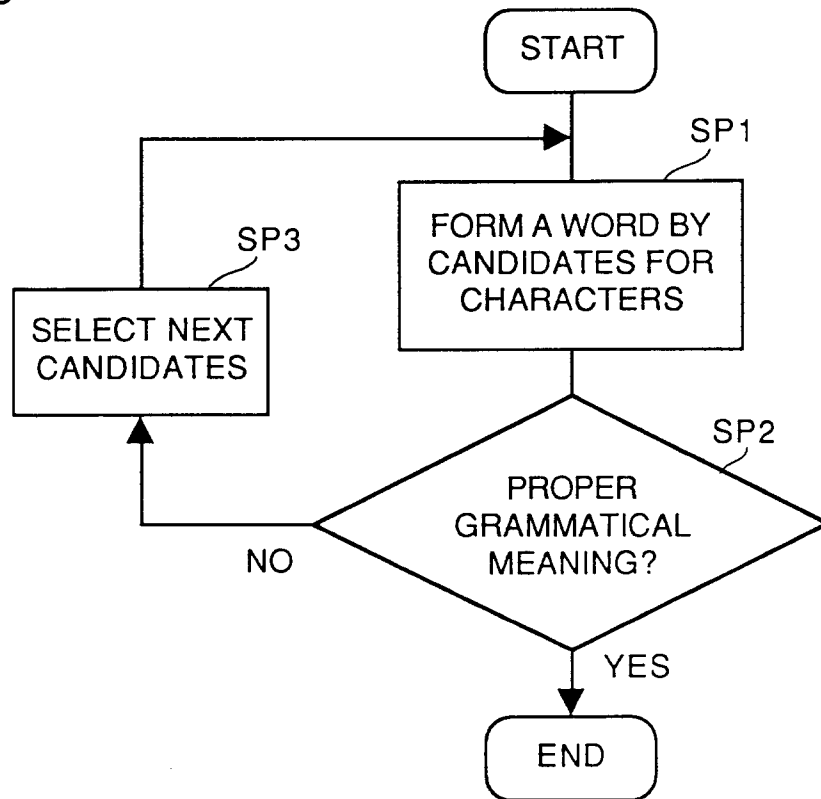 START
SP1
FORM A WORD BY
CANDIDATES FOR
CHARACTERS
SP3
SELECT NEXT
CANDIDATES
SP2
PROPER
GRAMMATICAL
MEANING?
NO
YES
END